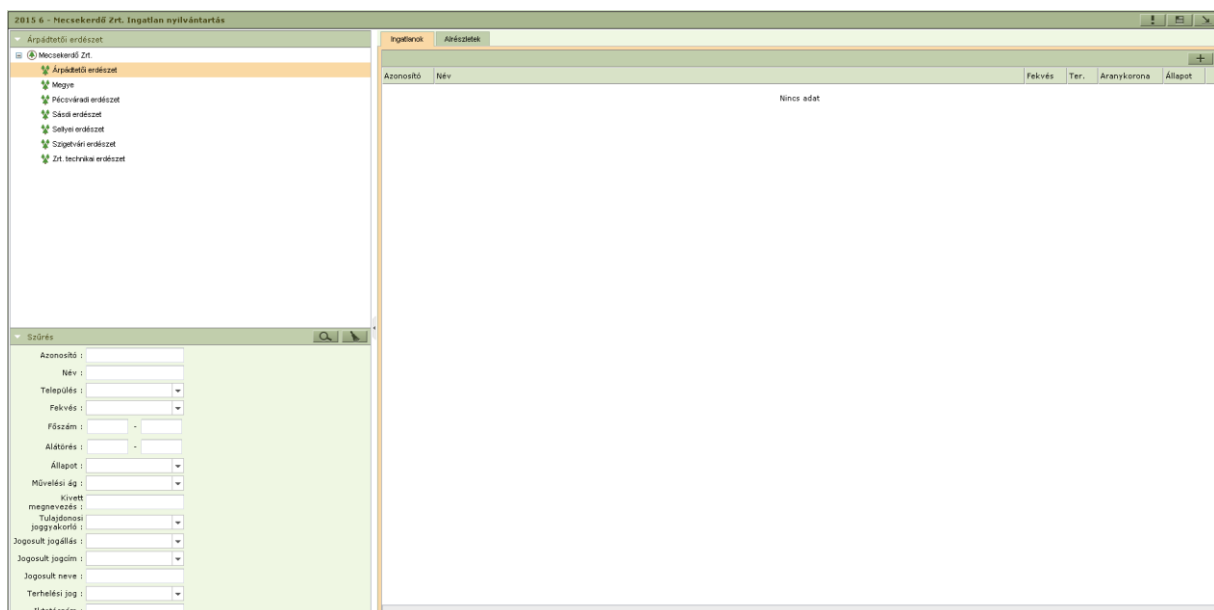 2015 6 - Mecsekerdő Zrt. Ingatlan nyilvántartás
Árpádtetői erdészet
Mecsekerdő Zrt.
Árpádtetői erdészet
Megye
Pécsváradi erdészet
Sásdi erdészet
Sellyei erdészet
Szigetvári erdészet
Zrt. technikai erdészet
Szűrés
Azonosító :
Név :
Település :
Fekvés :
Főszám : -
Alátörés : -
Állapot :
Művelési ág :
Kivett
megnevezés :
Tulajdonosi
joggyakorló :
Jogosult jogállás :
Jogosult jogcím :
Jogosult neve :
Terhelési jog :
Ingatlanok Alrészletek
Azonosító Név Fekvés Ter. Aranykorona Állapot
Nincs adat